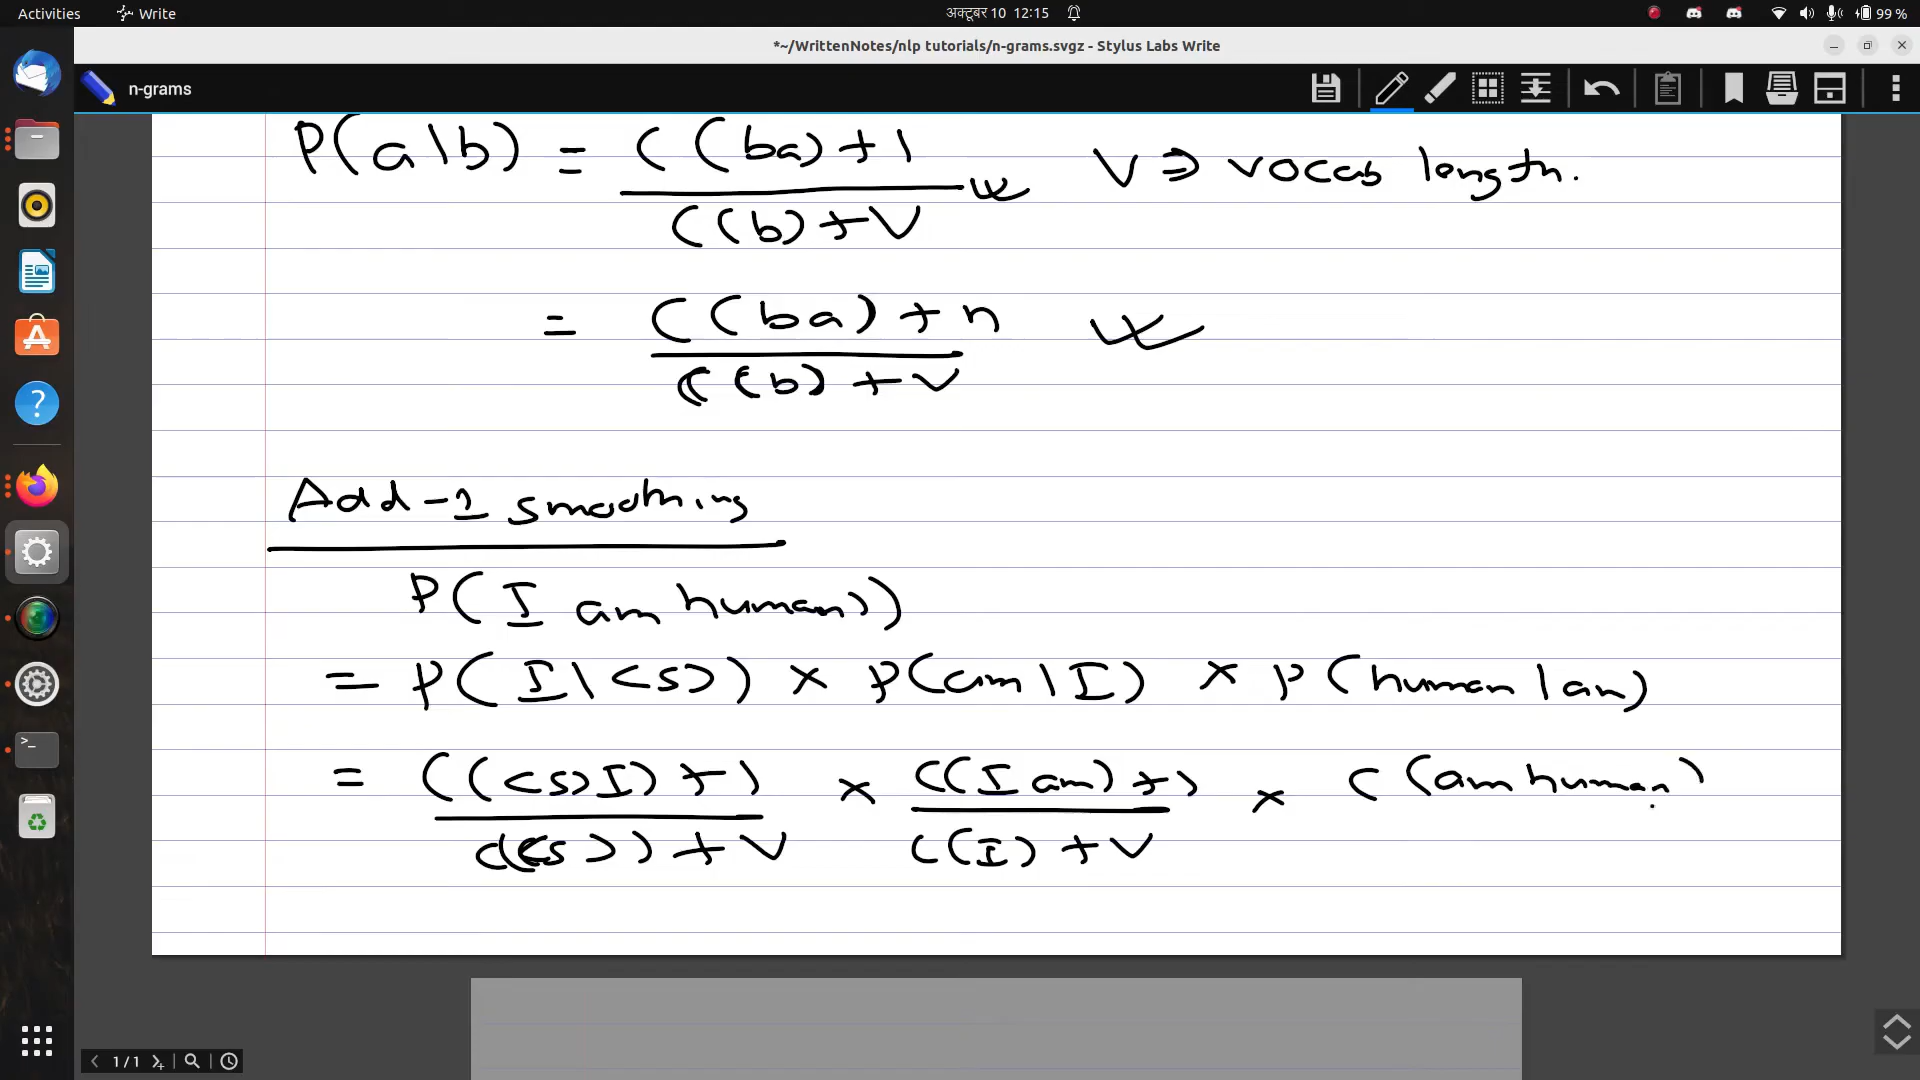 Activities Write अक्टूबर 10 12:15 99 %
*~/WrittenNotes/nlp tutorials/n-grams.svgz - Stylus Labs Write
n-grams
P(a|b) = C(ba)+1 V ⇒ vocab length.
C(b)+V
= C(ba)+n
C(b)+V
Add-1 smoothing
P(I am human))
= P(I|<s>) × P(am|I) × P(human|am)
= C(<s>I)+1 × C(I am)+1 × C(am human)
C(<s>)+V C(I)+V
1/1